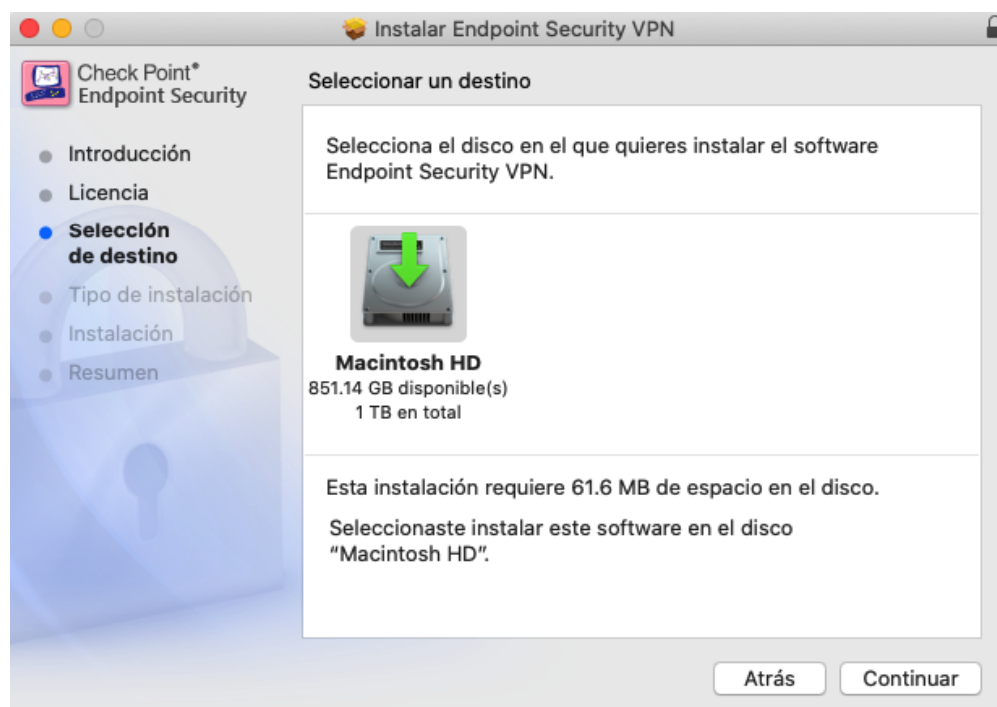 Instalar Endpoint Security VPN
Check Point®
Endpoint Security
Seleccionar un destino
Introducción
Licencia
Selección
de destino
Tipo de instalación
Instalación
Resumen
Selecciona el disco en el que quieres instalar el software
Endpoint Security VPN.
Macintosh HD
851.14 GB disponible(s)
1 TB en total
Esta instalación requiere 61.6 MB de espacio en el disco.
Seleccionaste instalar este software en el disco
“Macintosh HD”.
Atrás
Continuar